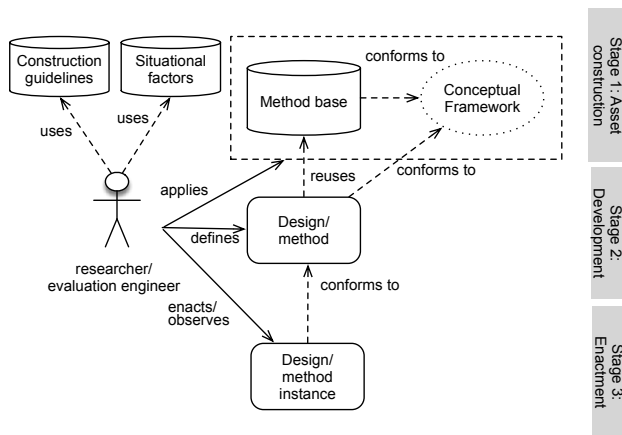 Construction
guidelines
Situational
factors
conforms to
Method base
Conceptual
Framework
uses
uses
applies
reuses
conforms to
defines
Design/
method
researcher/
evaluation engineer
enacts/
observes
conforms to
Design/
method
instance
Stage 1: Asset
construction
Stage 2:
Development
Stage 3:
Enactment